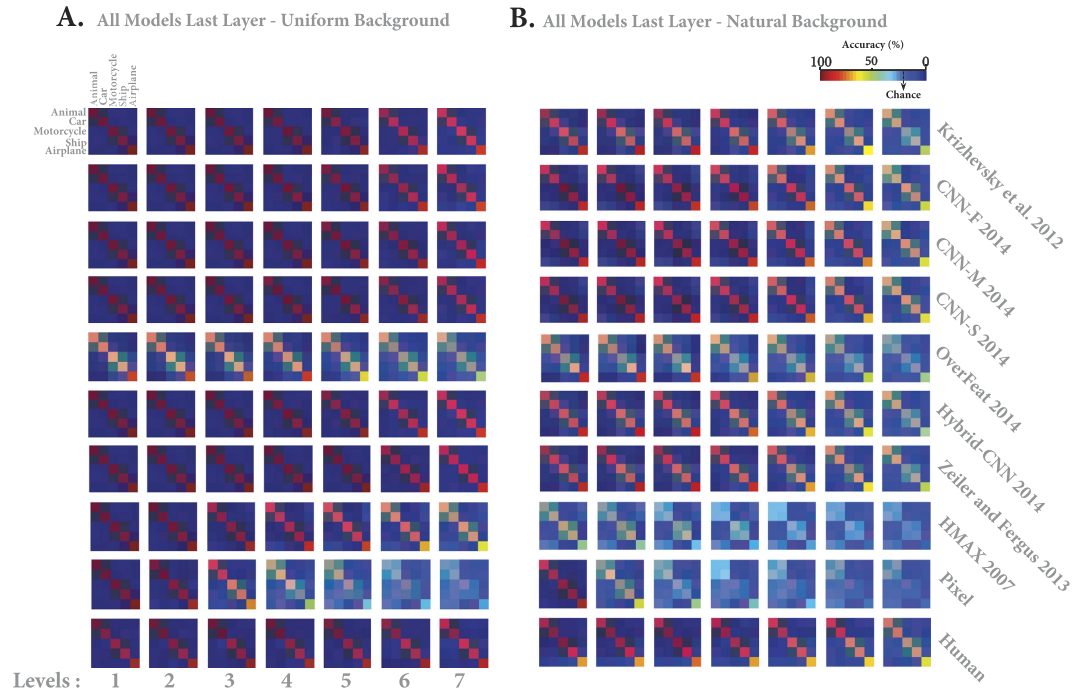 A. All Models Last Layer - Uniform Background
B. All Models Last Layer - Natural Background
Accuracy (%)
100 50 0
Chance
Animal
Car
Motorcycle
Ship
Airplane
Animal
Car
Motorcycle
Ship
Airplane
Krizhevsky et al. 2012
CNN-F 2014
CNN-M 2014
CNN-S 2014
OverFeat 2014
Hybrid-CNN 2014
Zeiler and Fergus 2013
HMAX 2007
Pixel
Human
Levels : 1 2 3 4 5 6 7